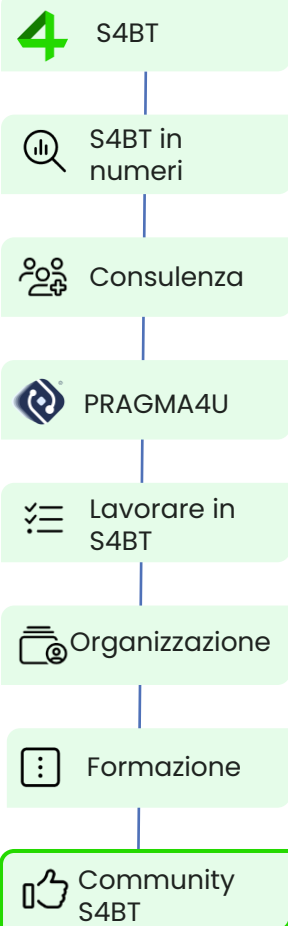 S4BT
S4BT in
numeri
Consulenza
PRAGMA4U
Lavorare in
S4BT
Organizzazione
Formazione
Community
S4BT